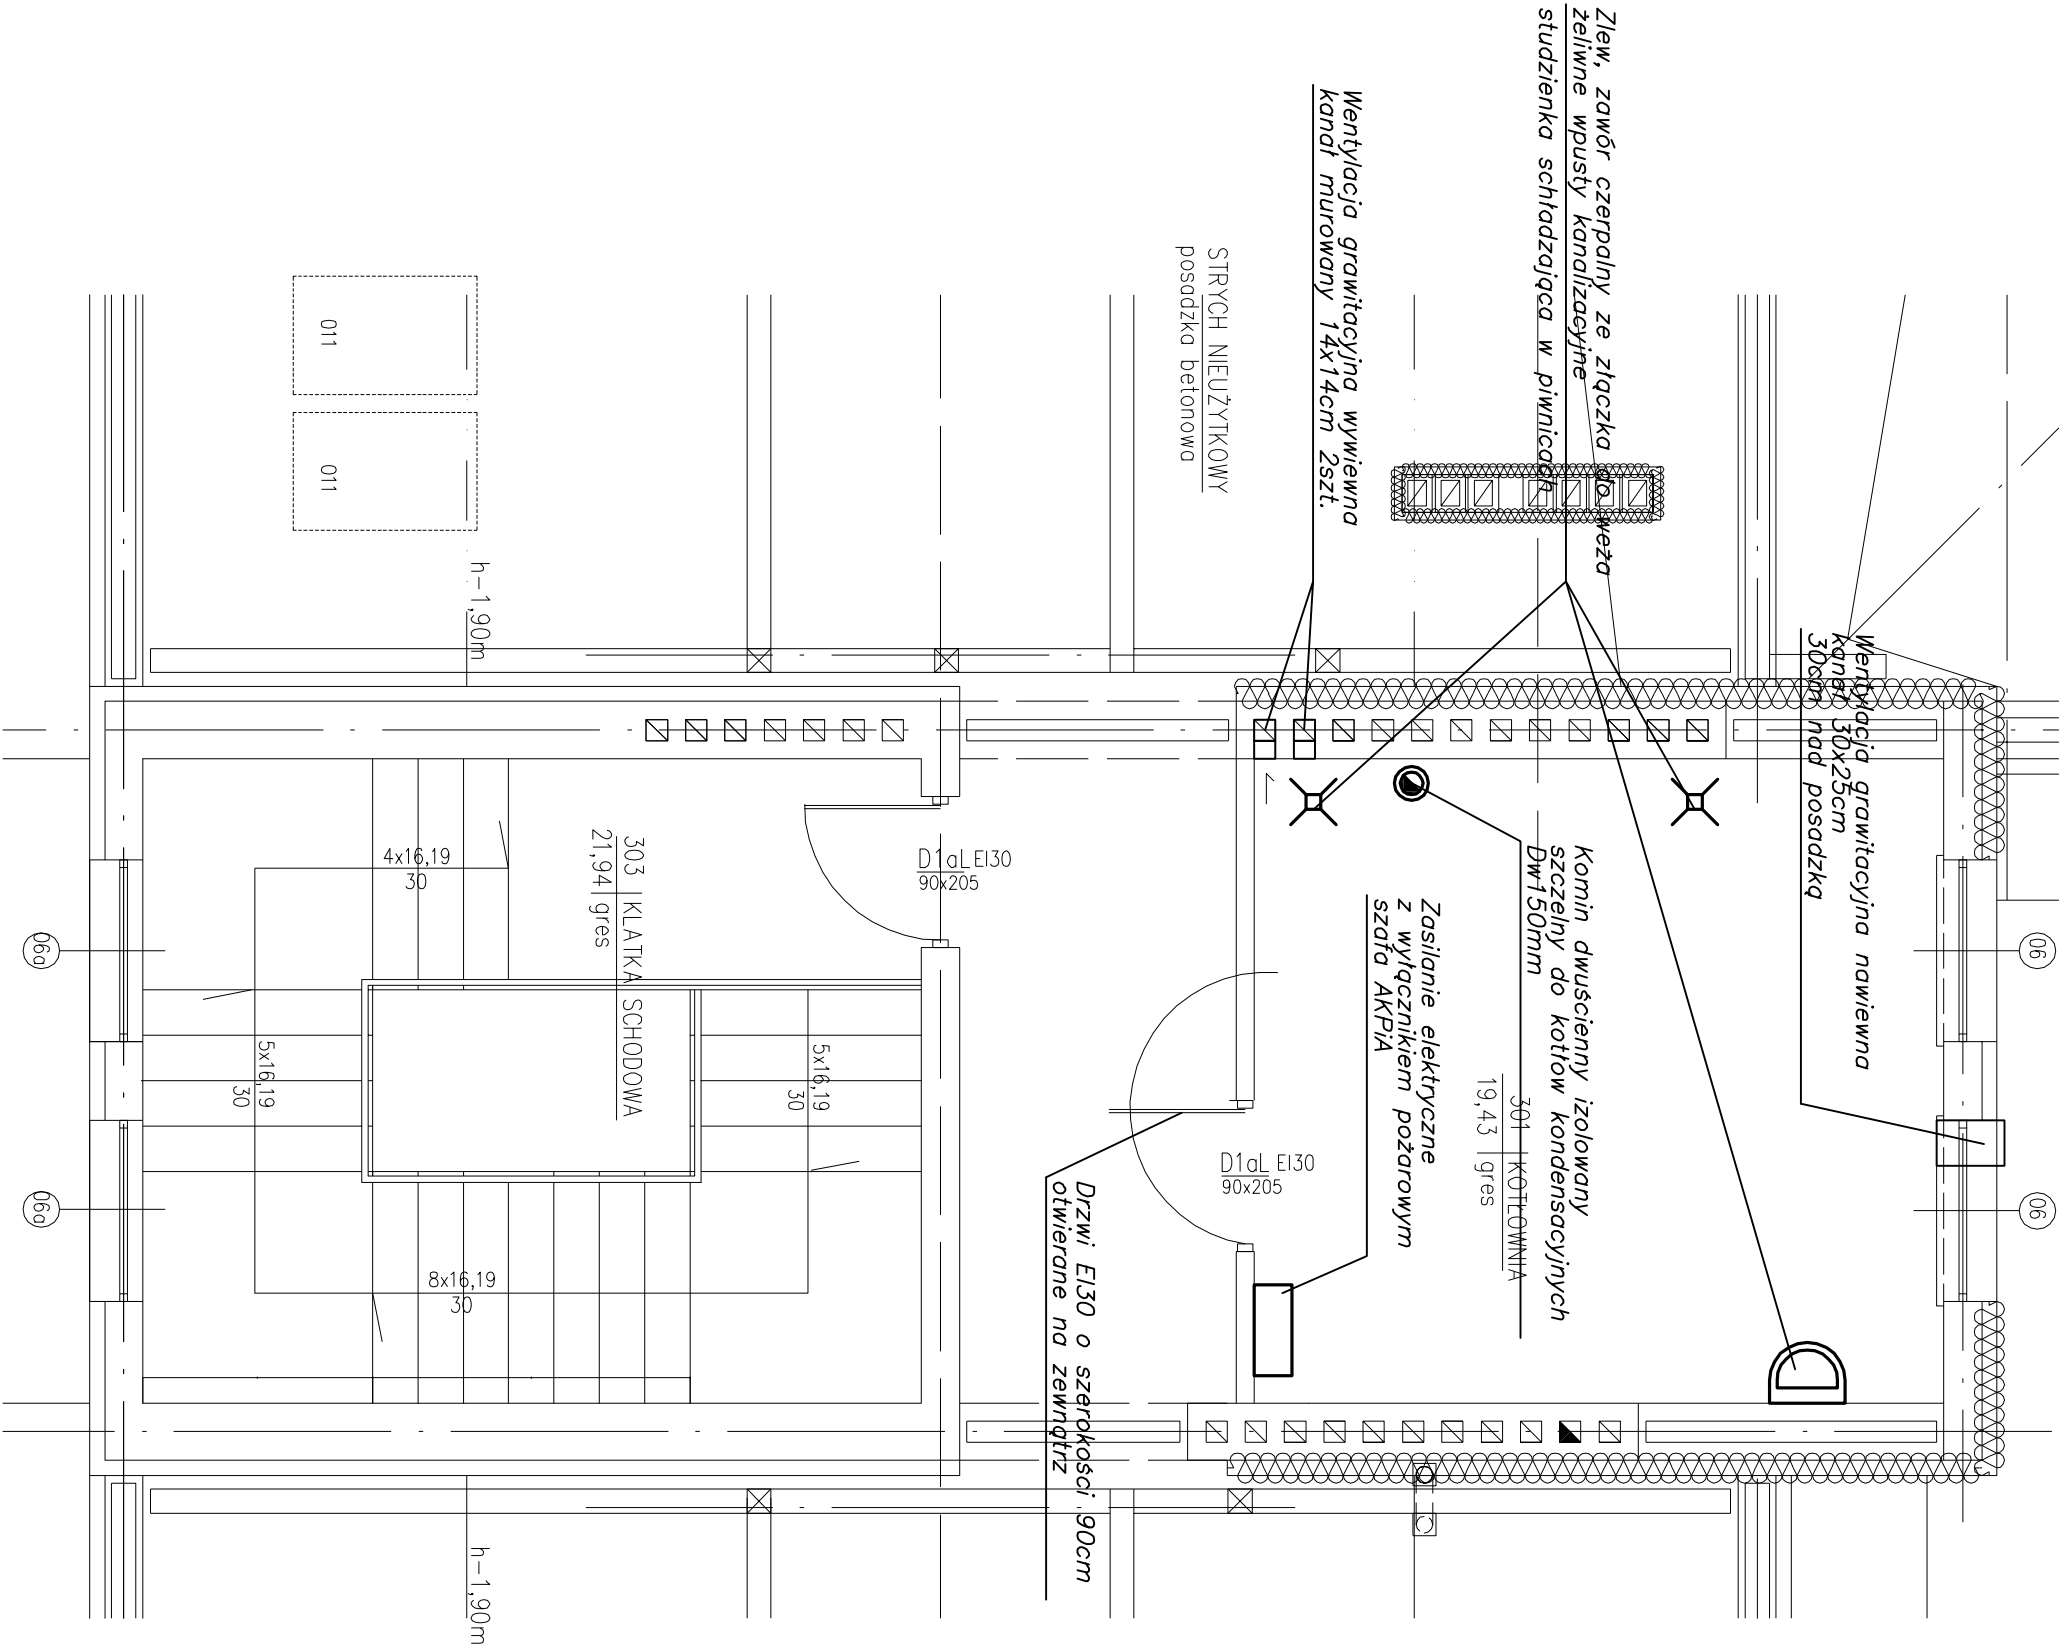 Zlew, zawór czerpalny ze złączka do węża
żeliwne wpusty kanalizacyjne
studzienka schładzająca w piwnicach
Wentylacja grawitacyjna wywiewna
kanał murowany 14x14cm 2szt.
STRYCH NIEUŻYTKOWY
posadzka betonowa
011
011
h-1,90m
Wentylacja grawitacyjna nawiewna
kanał 30x25cm
30cm nad posadzką
Komin dwuścienny izolowany
szczelny do kotłow kondensacyjnych
Dw150mm
Zasilanie elektryczne
z wyłącznikiem pożarowym
szafa AKPiA
301 KOTŁOWNIA
19,43 gres
D1aL EI30
90x205
D1aL EI30
90x205
Drzwi EI30 o szerokości 90cm
otwierane na zewnątrz
303 KLATKA SCHODOWA
21,94 gres
4x16,19
30
5x16,19
30
5x16,19
30
8x16,19
30
06a
06a
06
06
h-1,90m